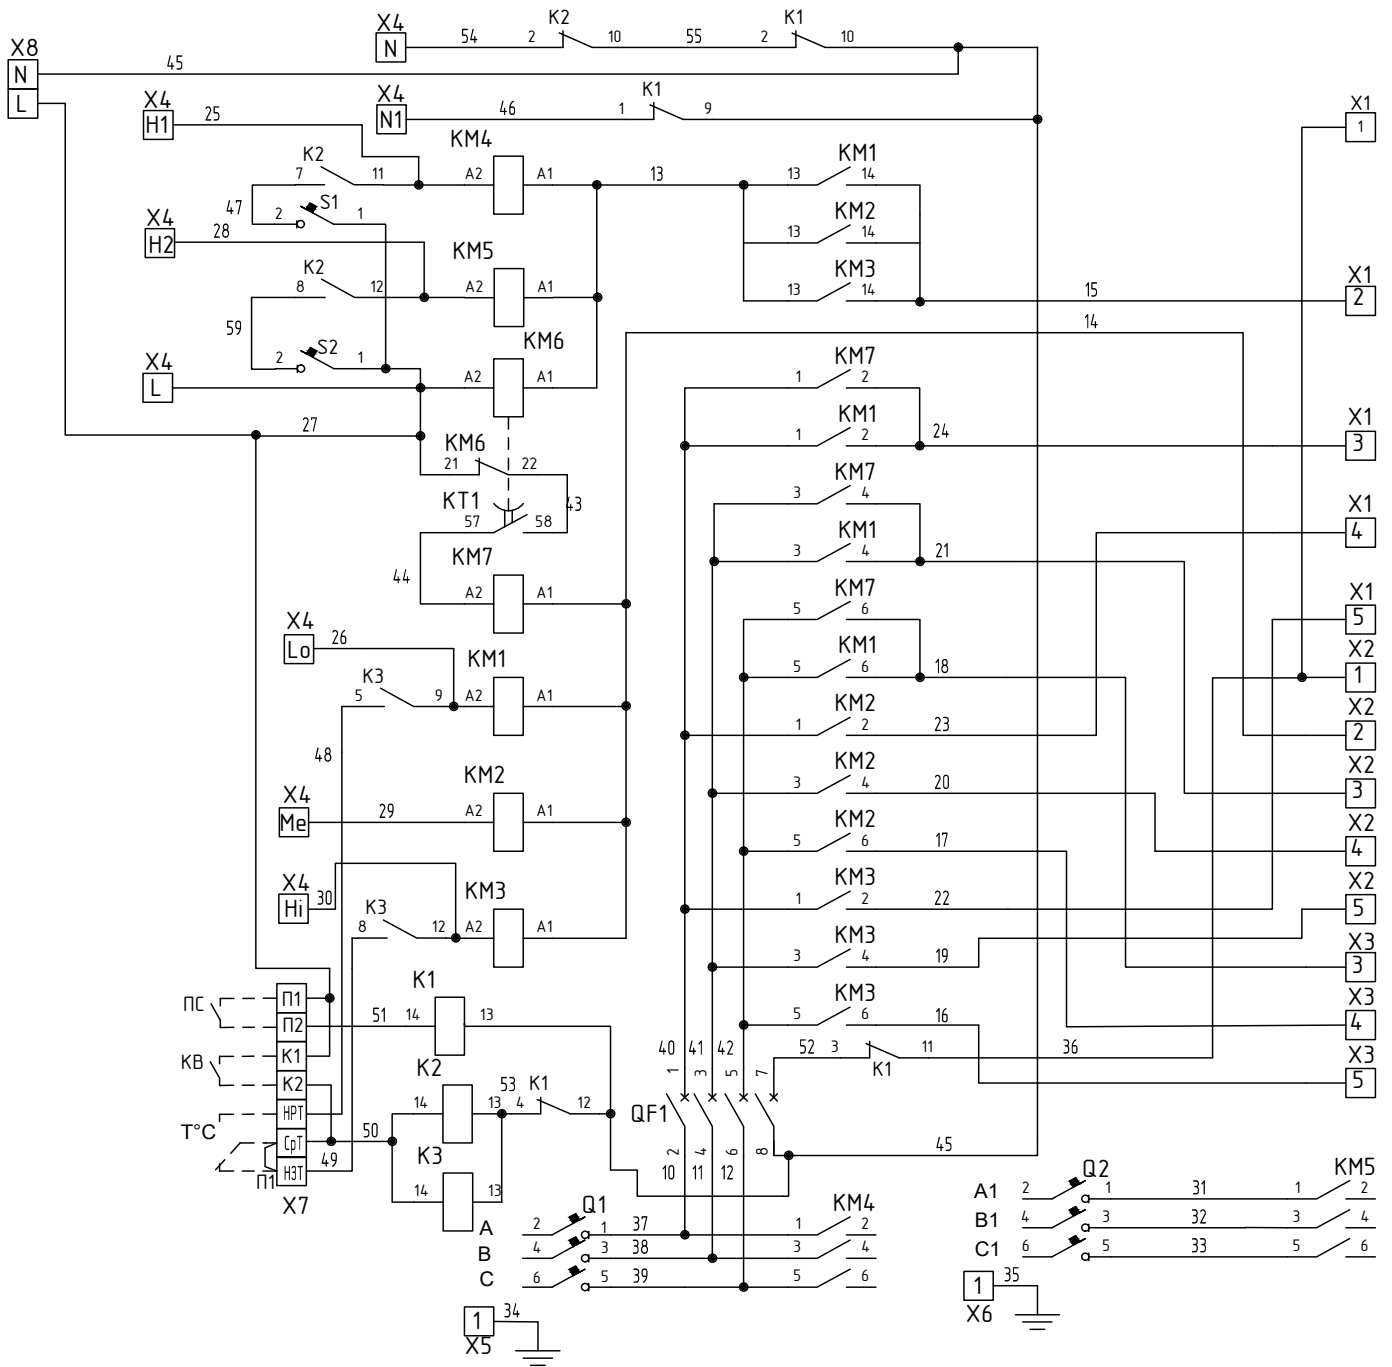 X4 54 2 K2 10 55 2 K1 10
N
X8
N 45
L
X4 25
H1
X4 46 1 K1 9
N1
X1
1
K2 KM4 KM1
7 11 A2 A1 13 13 14
47 2 S1 1
KM2
13 14
X4 28
H2
K2 KM5 KM3
8 12 A2 A1 13 14 15
X1
2
59
14
2 S2 1
KM6
X4
L A2 A1
KM7
1 2
27
KM1
1 2 24
X1
3
KM6
21 22
KM7
3 4
43
KT1
57 58
X1
4
KM1
3 4 21
KM7
44 A2 A1
KM7
5 6
X1
5
X4
Lo 26
KM1
5 6 18
X2
1
K3 KM1
5 9 A2 A1
KM2
1 2 23
X2
2
48
KM2
3 4 20
X2
3
X4
Me 29
KM2
A2 A1
KM2
5 6 17
X2
4
X4
Hi 30
K3 KM3
8 12 A2 A1
KM3
1 2 22
X2
5
KM3
3 4 19
X3
3
ПС П1
П2 51 14 K1 13
KM3
5 6 16
X3
4
КВ К1
К2
40 41 42
52 3 K1 11 36
X3
5
T°C НРТ
СрТ 50
НЗТ 49
П1
X7
K2
14 13
53 4 K1 12
K3
14 13
QF1
1 3 5 7
2 4 6 8
10 11 12
45
Q1 KM4
A 2 1 37 1 2
B 4 3 38 3 4
C 6 5 39 5 6
Q2 KM5
A1 2 1 31 1 2
B1 4 3 32 3 4
C1 6 5 33 5 6
1 34
X5
1 35
X6